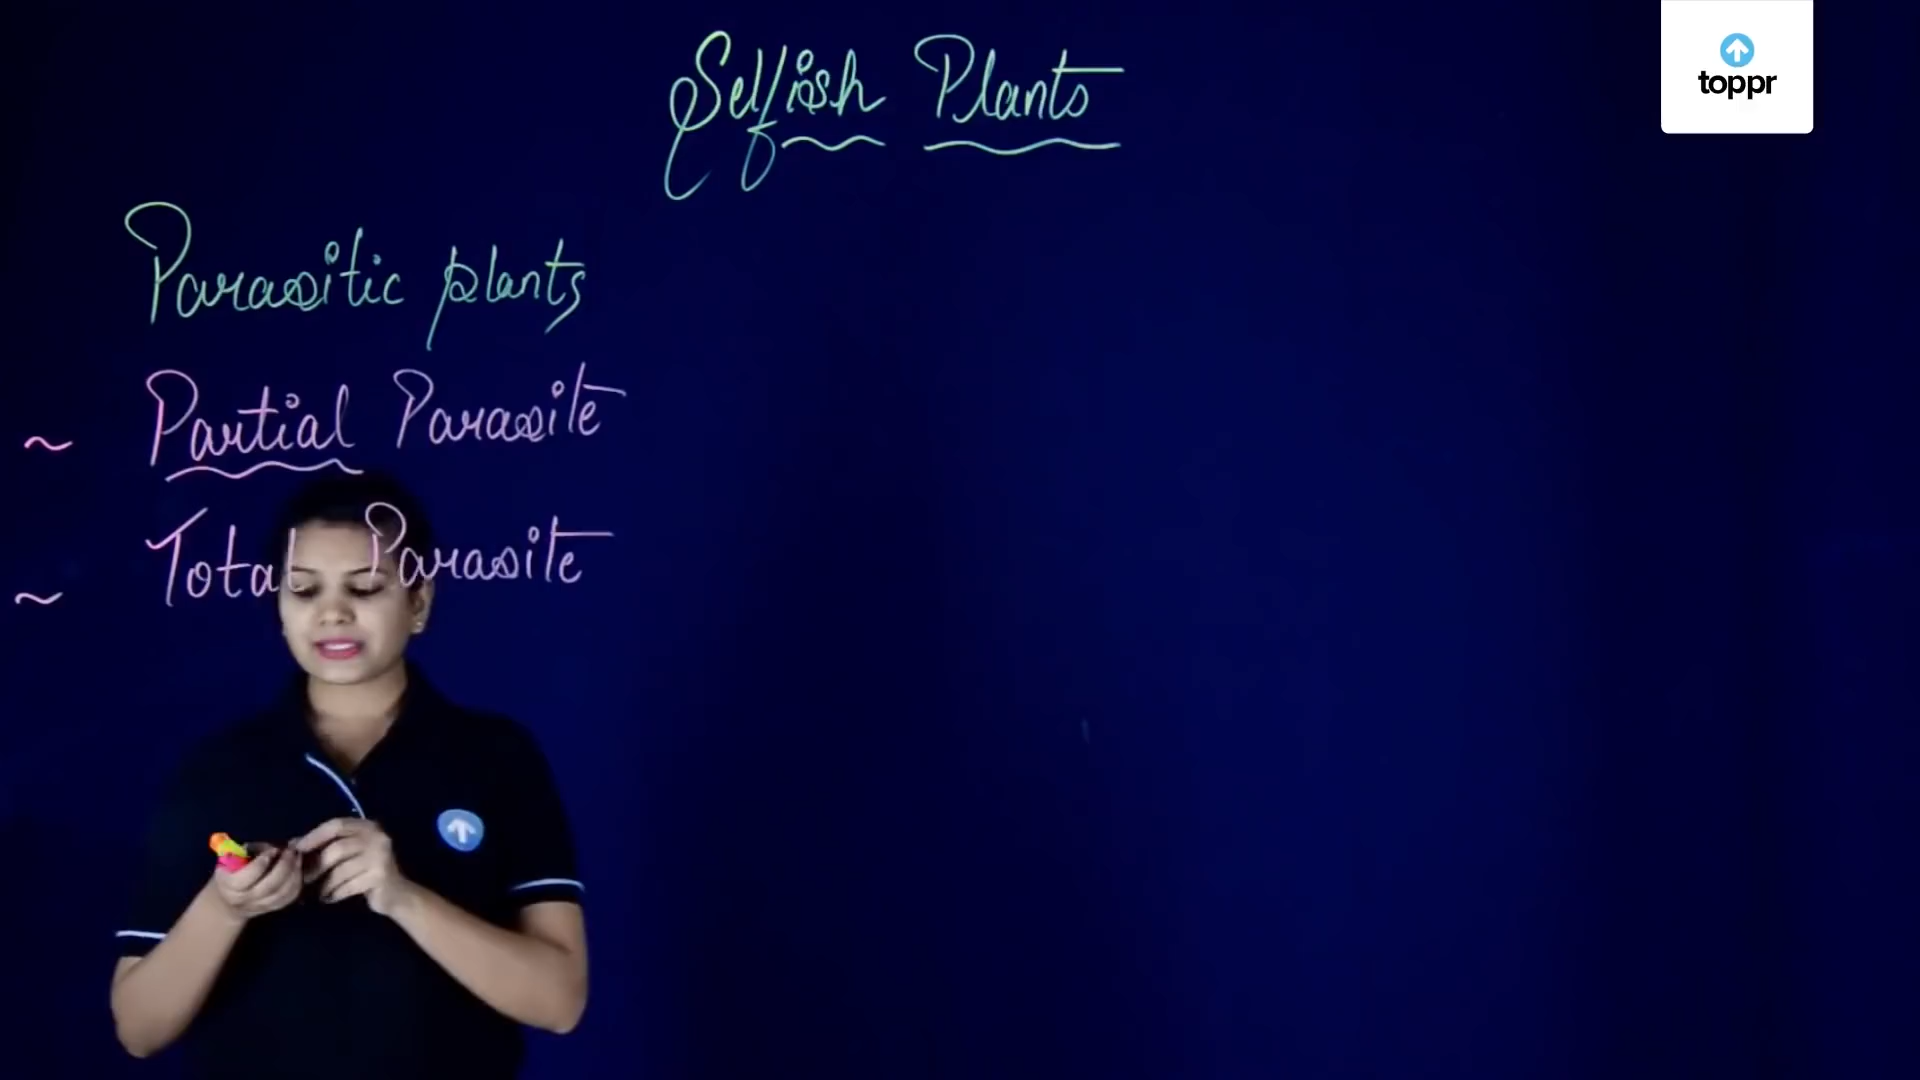 Selfish Plants
toppr
Parasitic plants
~ Partial Parasite
~ Total Parasite